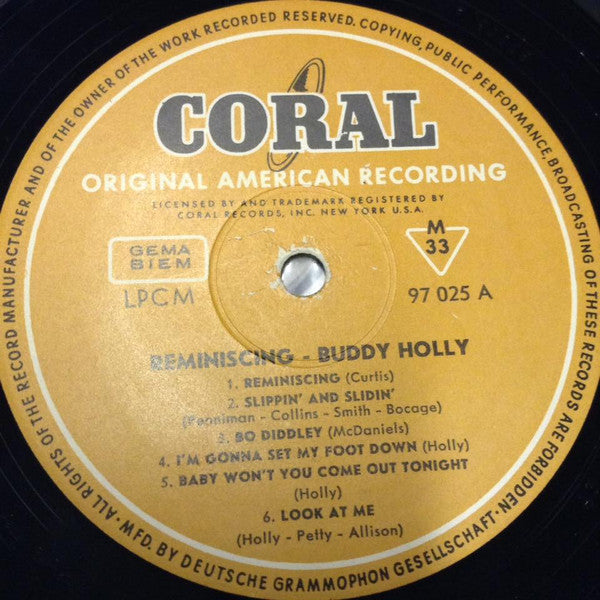 ALL RIGHTS OF THE RECORD MANUFACTURER AND OF THE OWNER OF THE WORK RECORDED RESERVED. COPYING, PUBLIC PERFORMANCE, BROADCASTING OF THESE RECORDS ARE FORBIDDEN · MFD. BY DEUTSCHE GRAMMOPHON GESELLSCHAFT ·
CORAL
ORIGINAL AMERICAN RECORDING
LICENSED BY AND TRADEMARK REGISTERED BY
CORAL RECORDS, INC. NEW YORK U.S.A.
GEMA
BIEM
M
33
LPCM
97 025 A
REMINISCING - BUDDY HOLLY
1. REMINISCING (Curtis)
2. SLIPPIN' AND SLIDIN'
(Penniman - Collins - Smith - Bocage)
3. BO DIDDLEY (McDaniels)
4. I'M GONNA SET MY FOOT DOWN (Holly)
5. BABY WON'T YOU COME OUT TONIGHT
(Holly)
6. LOOK AT ME
(Holly - Petty - Allison)